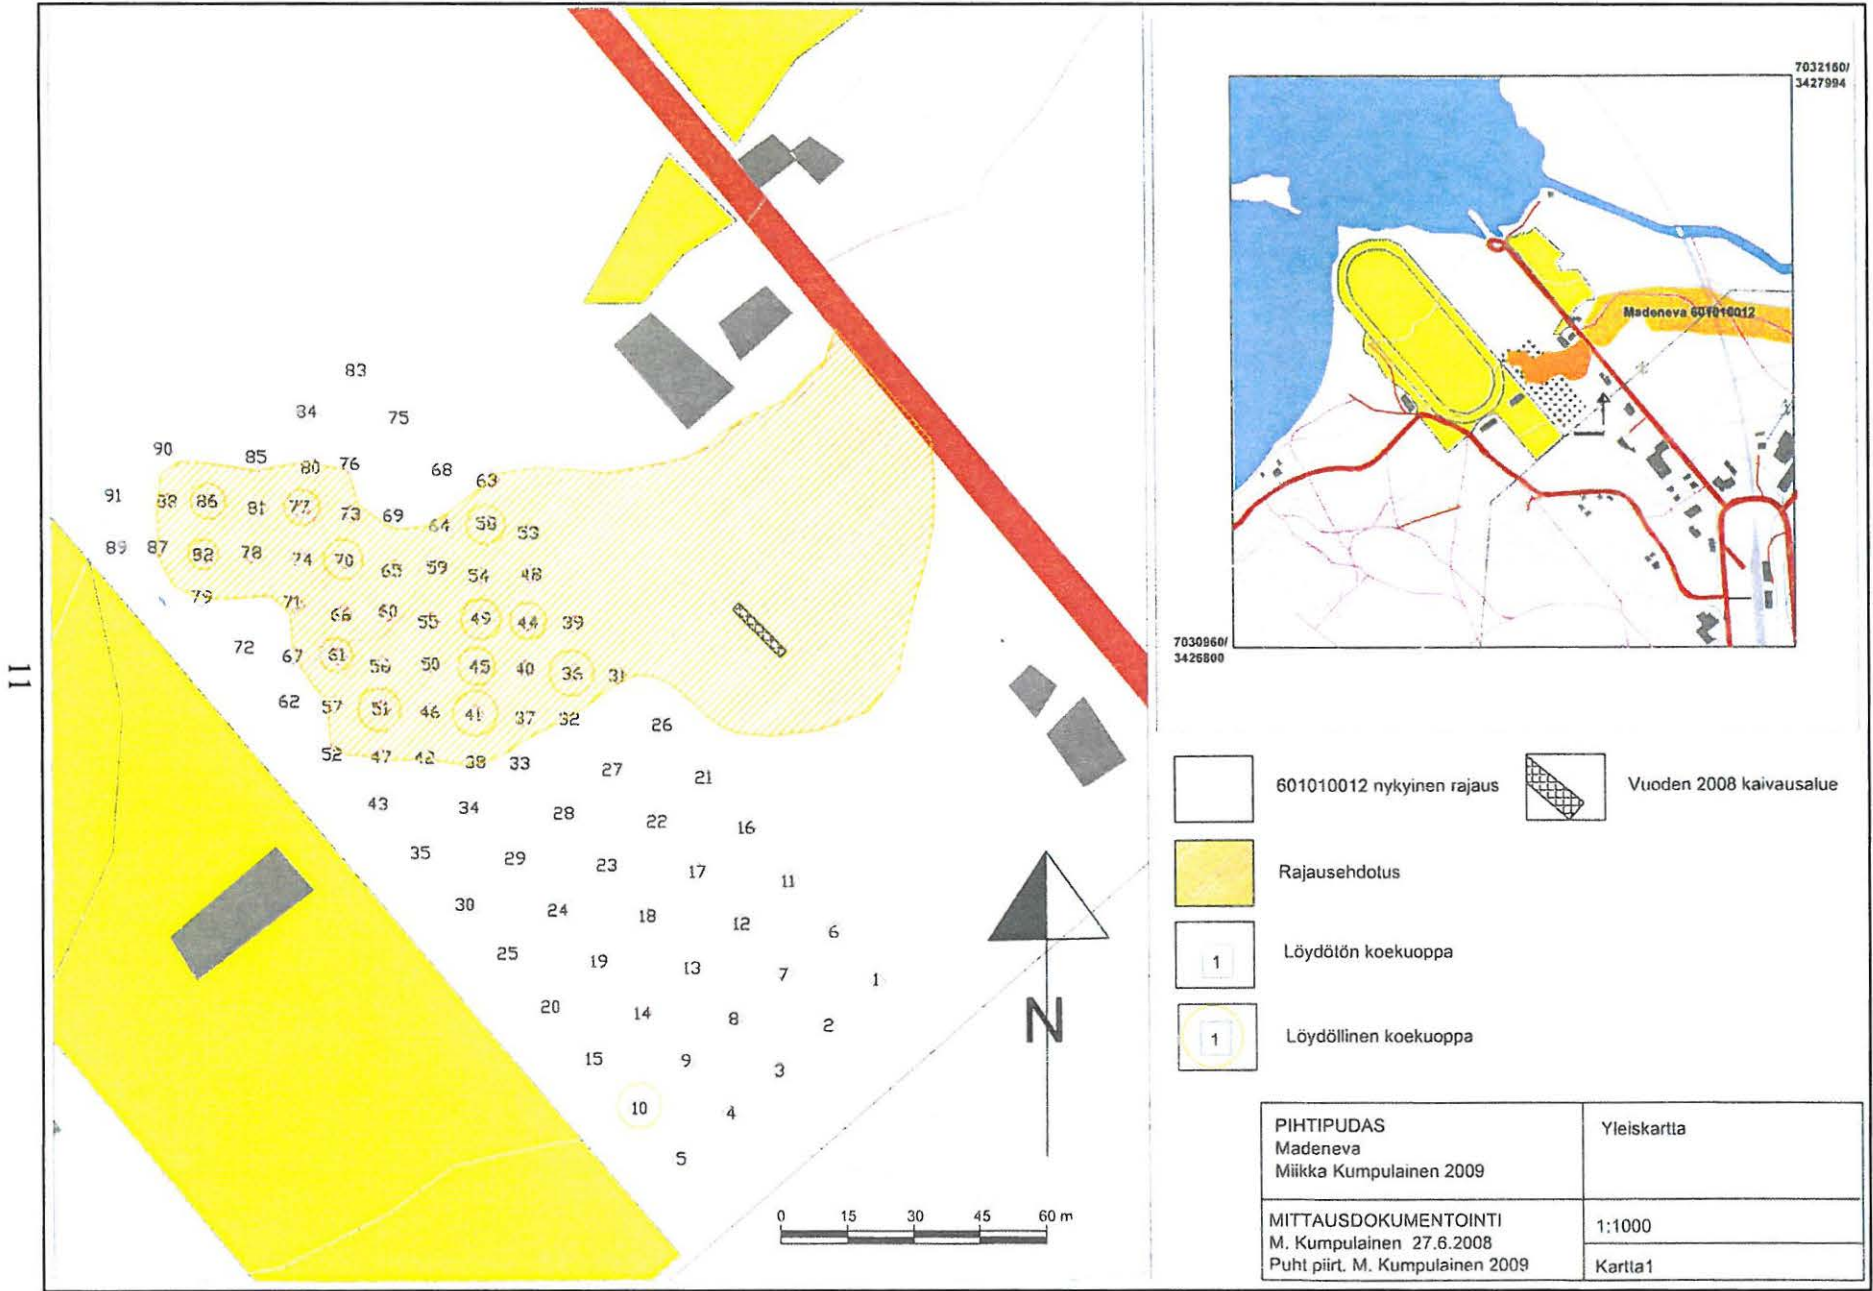 7032160/
3427994
Madeneva 601010012
7030960/
3426800
83
84 75
90 85 80 76 68 63
91 88 86 81 77 73 69 64 58 53
89 87 82 78 74 70 65 59 54 48
79 71 66 60 55 49 44 39
72 67 61 56 50 45 40 36 31
62 57 51 46 41 37 32 26
52 47 42 38 33 27 21
43 34 28 22 16
35 29 23 17 11
30 24 18 12 6
25 19 13 7 1
20 14 8 2
15 9 3
10 4
5
N
0 15 30 45 60 m
11
601010012 nykyinen rajaus
Vuoden 2008 kaivausalue
Rajausehdotus
1
Löydötön koekuoppa
1
Löydöllinen koekuoppa
PIHTIPUDAS
Madeneva
Miikka Kumpulainen 2009
Yleiskartta
MITTAUSDOKUMENTOINTI
M. Kumpulainen 27.6.2008
Puht piirt. M. Kumpulainen 2009
1:1000
Kartta1